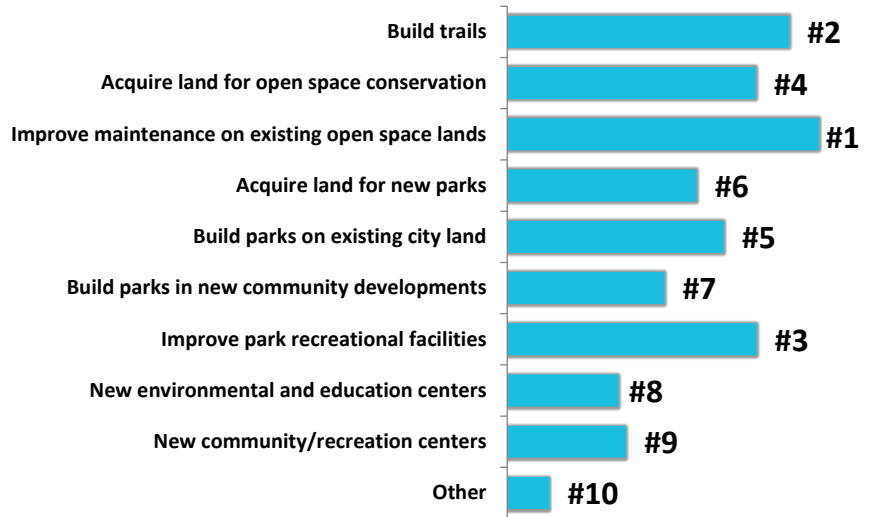 Build trails #2
Acquire land for open space conservation #4
Improve maintenance on existing open space lands #1
Acquire land for new parks #6
Build parks on existing city land #5
Build parks in new community developments #7
Improve park recreational facilities #3
New environmental and education centers #8
New community/recreation centers #9
Other #10